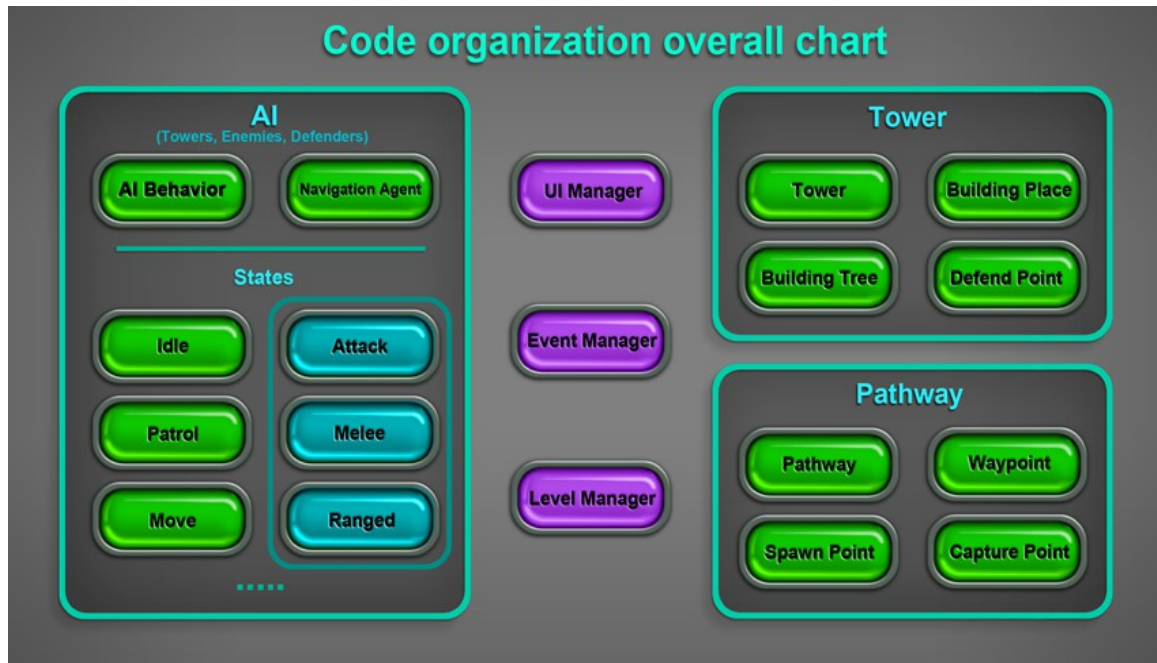 Code organization overall chart
AI
(Towers, Enemies, Defenders)
AI Behavior
Navigation Agent
States
Idle
Attack
Patrol
Melee
Move
Ranged
.....
UI Manager
Event Manager
Level Manager
Tower
Tower
Building Place
Building Tree
Defend Point
Pathway
Pathway
Waypoint
Spawn Point
Capture Point